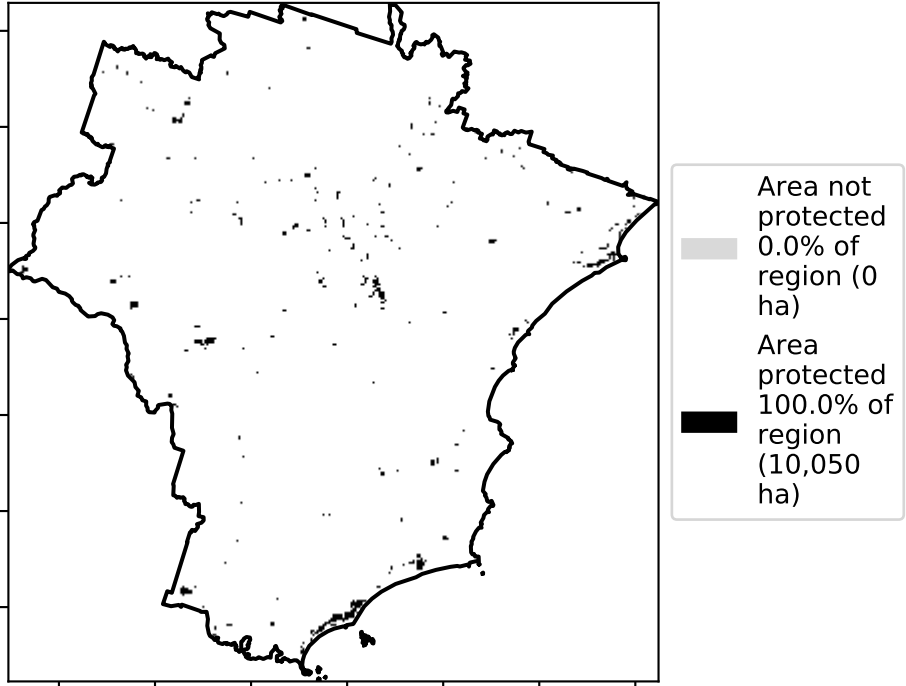 Area not
protected
0.0% of
region (0
ha)
Area
protected
100.0% of
region
(10,050
ha)